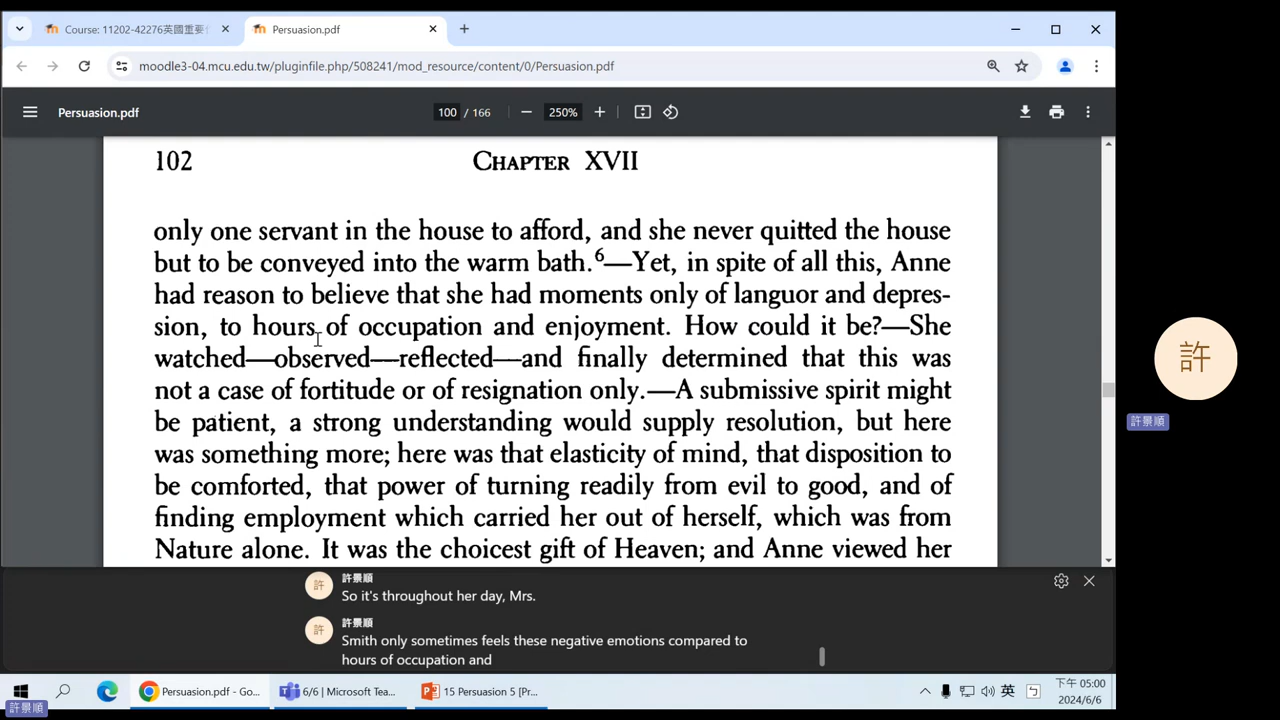 Course: 11202-42276英國重要
Persuasion.pdf
moodle3-04.mcu.edu.tw/pluginfile.php/508241/mod_resource/content/0/Persuasion.pdf
Persuasion.pdf
100 / 166
250%
102 CHAPTER XVII
only one servant in the house to afford, and she never quitted the house
but to be conveyed into the warm bath.6—Yet, in spite of all this, Anne
had reason to believe that she had moments only of languor and depres-
sion, to hours of occupation and enjoyment. How could it be?—She
watched—observed—reflected—and finally determined that this was
not a case of fortitude or of resignation only.—A submissive spirit might
be patient, a strong understanding would supply resolution, but here
was something more; here was that elasticity of mind, that disposition to
be comforted, that power of turning readily from evil to good, and of
finding employment which carried her out of herself, which was from
Nature alone. It was the choicest gift of Heaven; and Anne viewed her
許
許景順
許
許景順
So it's throughout her day, Mrs.
許
許景順
Smith only sometimes feels these negative emotions compared to
hours of occupation and
Persuasion.pdf - Go...
6/6 | Microsoft Tea...
15 Persuasion 5 [Pr...
英
下午 05:00
2024/6/6
許景順